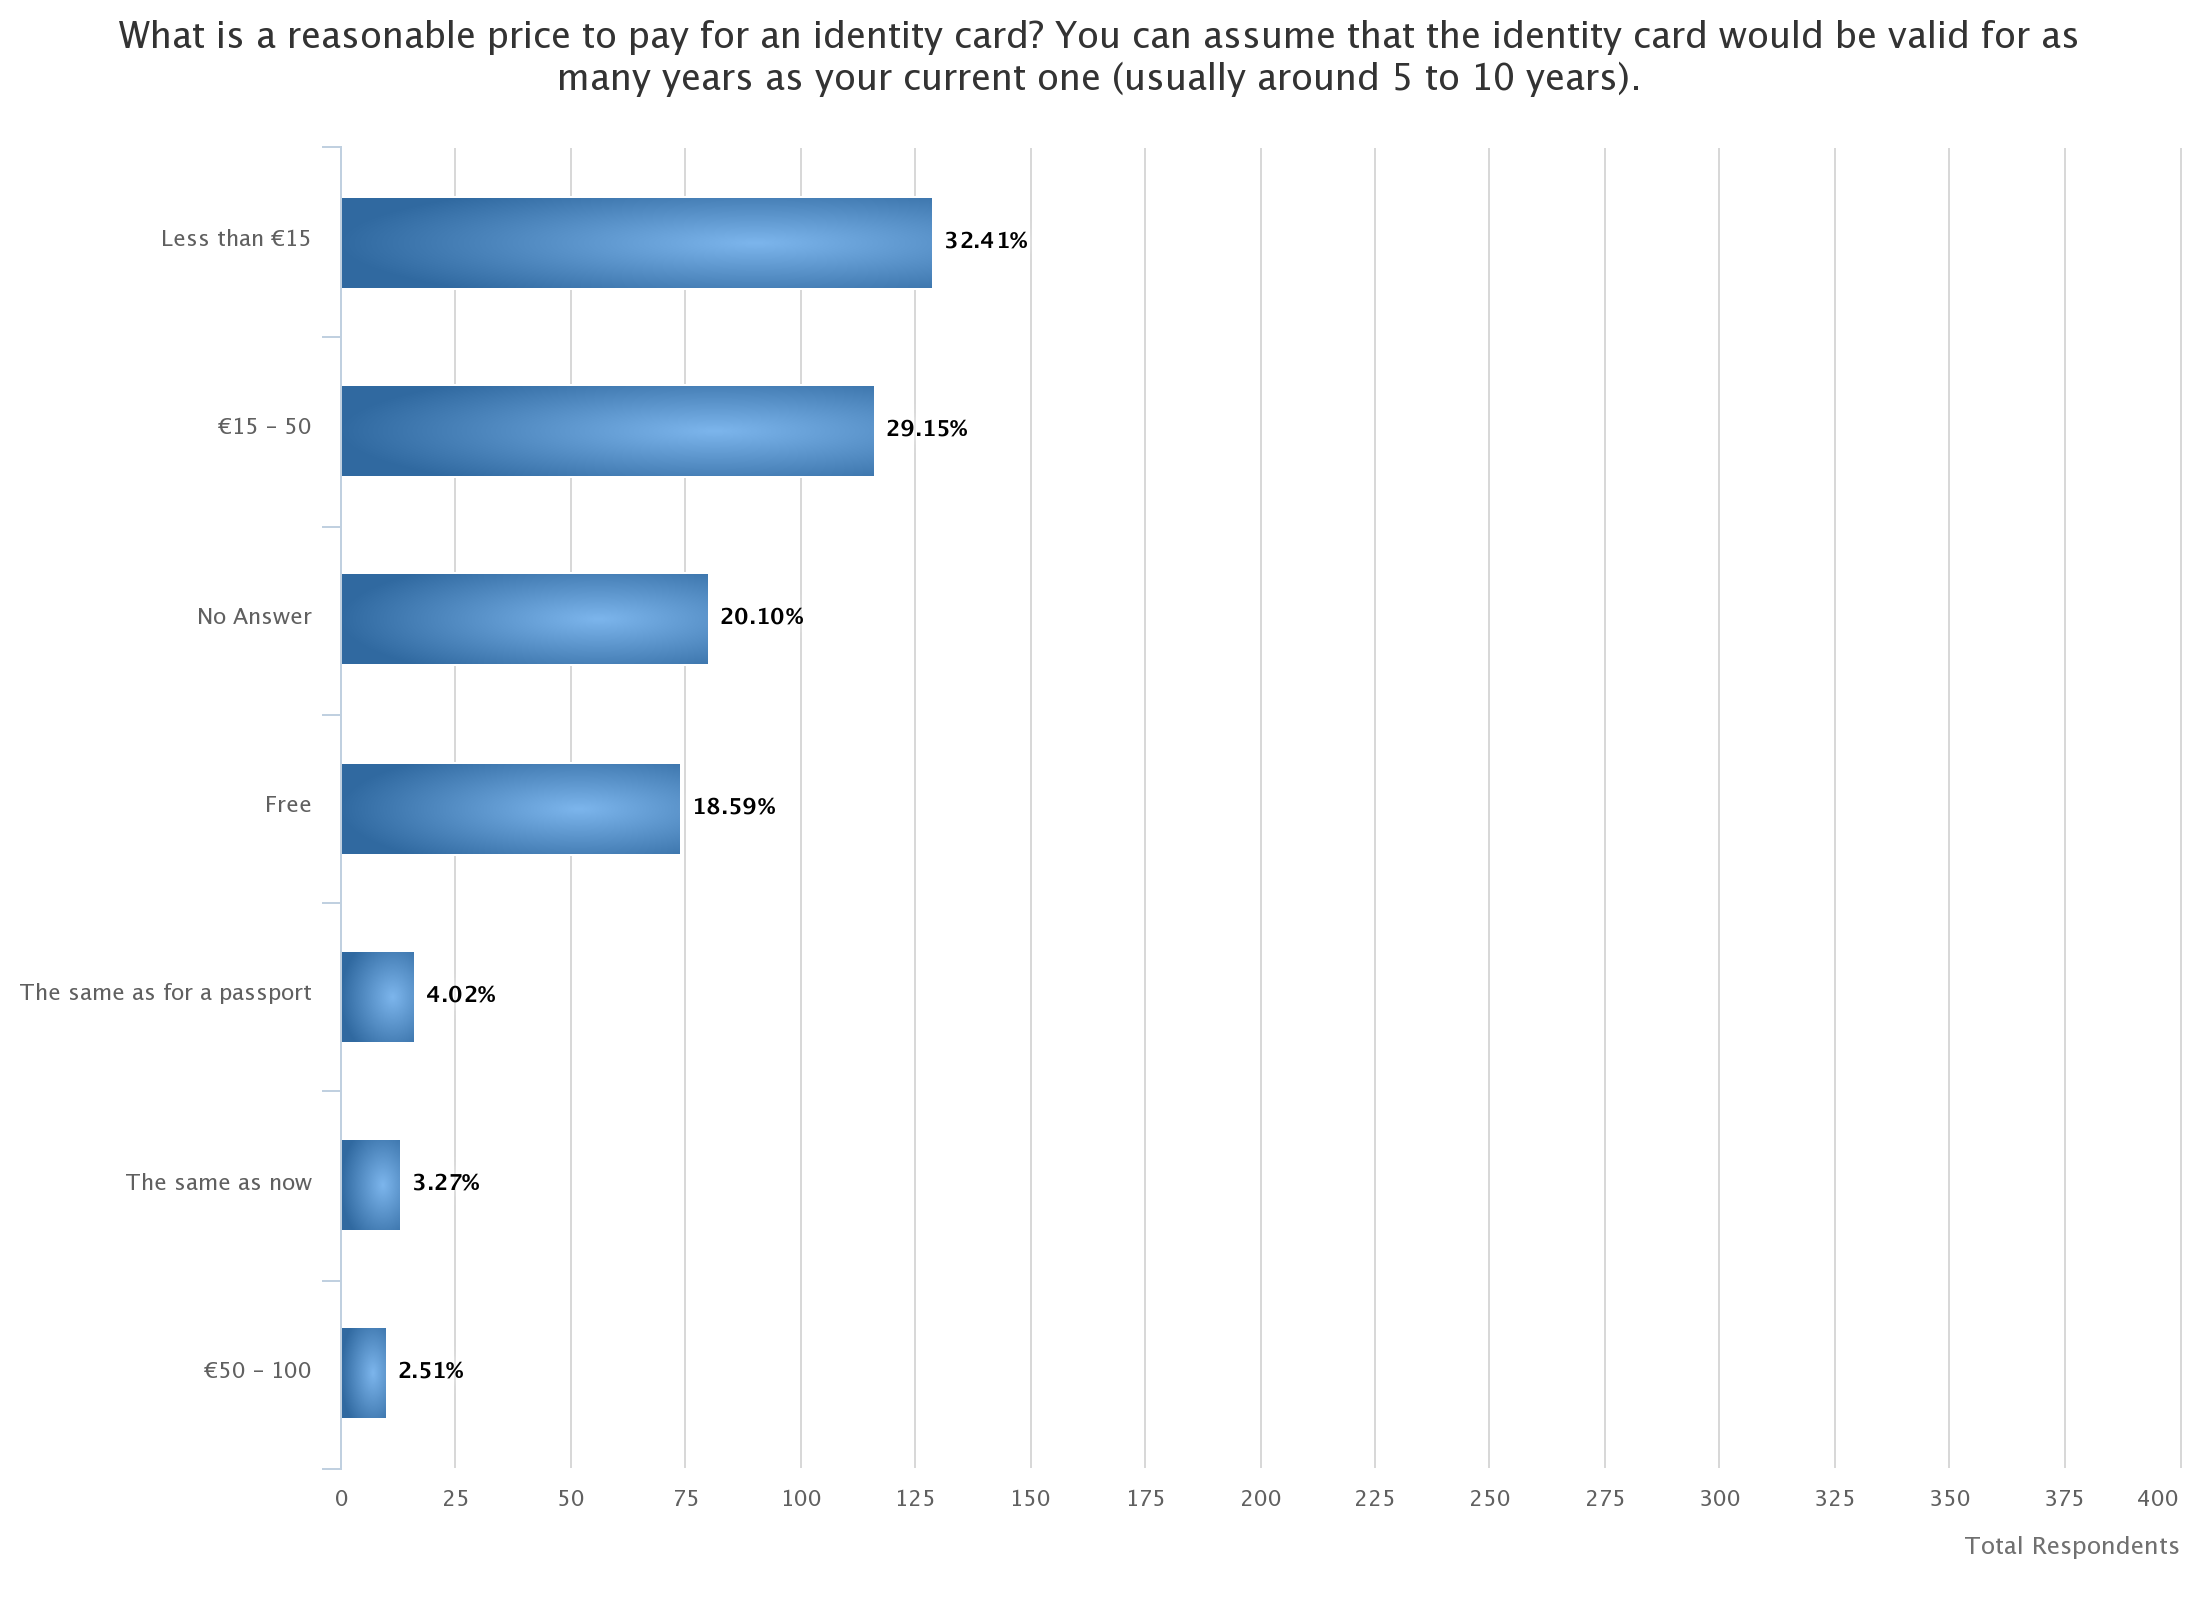 What is a reasonable price to pay for an identity card? You can assume that the identity card would be valid for as
many years as your current one (usually around 5 to 10 years).
Less than €15
32.41%
€15 – 50
29.15%
No Answer
20.10%
Free
18.59%
The same as for a passport
4.02%
The same as now
3.27%
€50 – 100
2.51%
0 25 50 75 100 125 150 175 200 225 250 275 300 325 350 375 400
Total Respondents